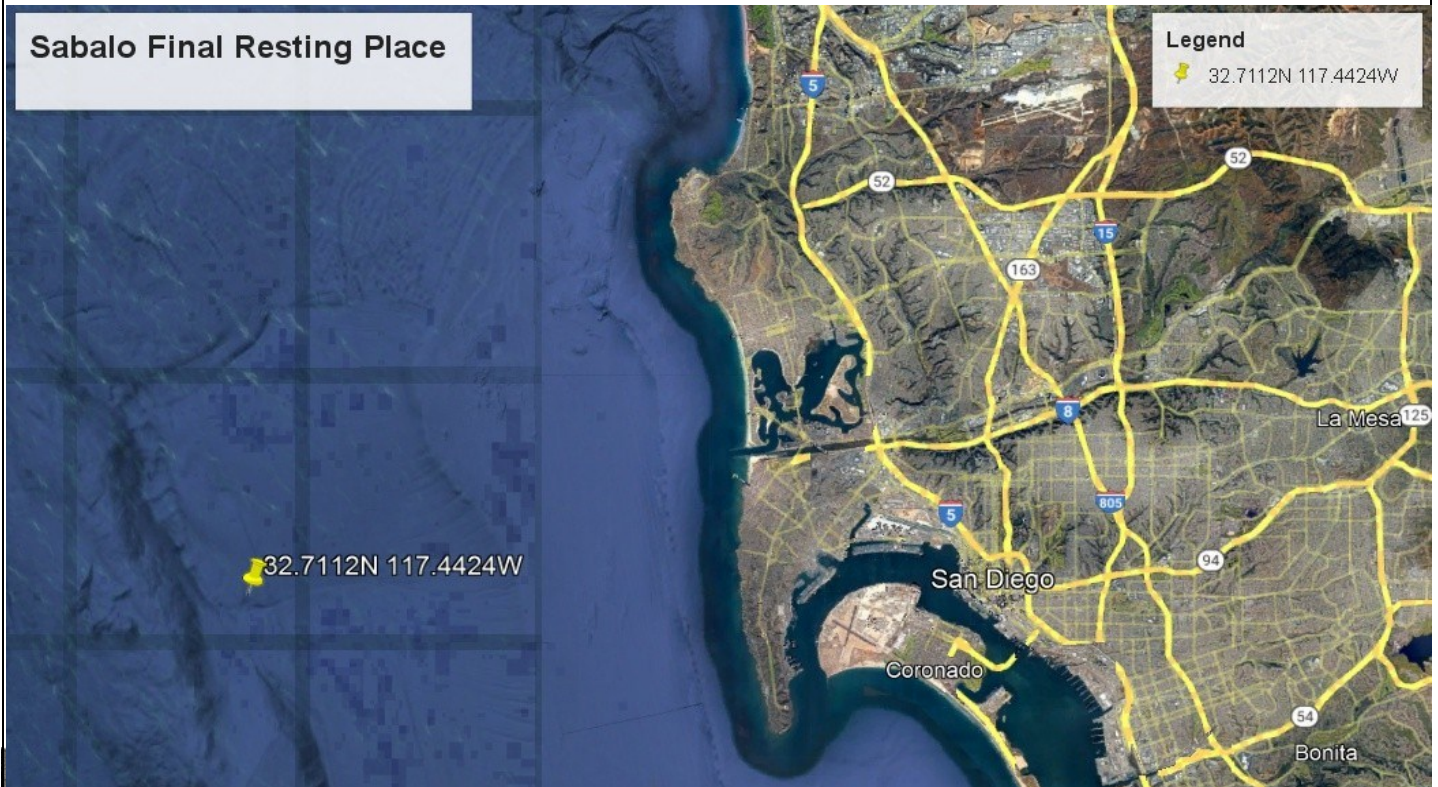 Sabalo Final Resting Place
Legend
32.7112N 117.4424W
5
52
52
15
163
8
La Mesa
125
805
5
32.7112N 117.4424W
94
San Diego
Coronado
54
Bonita